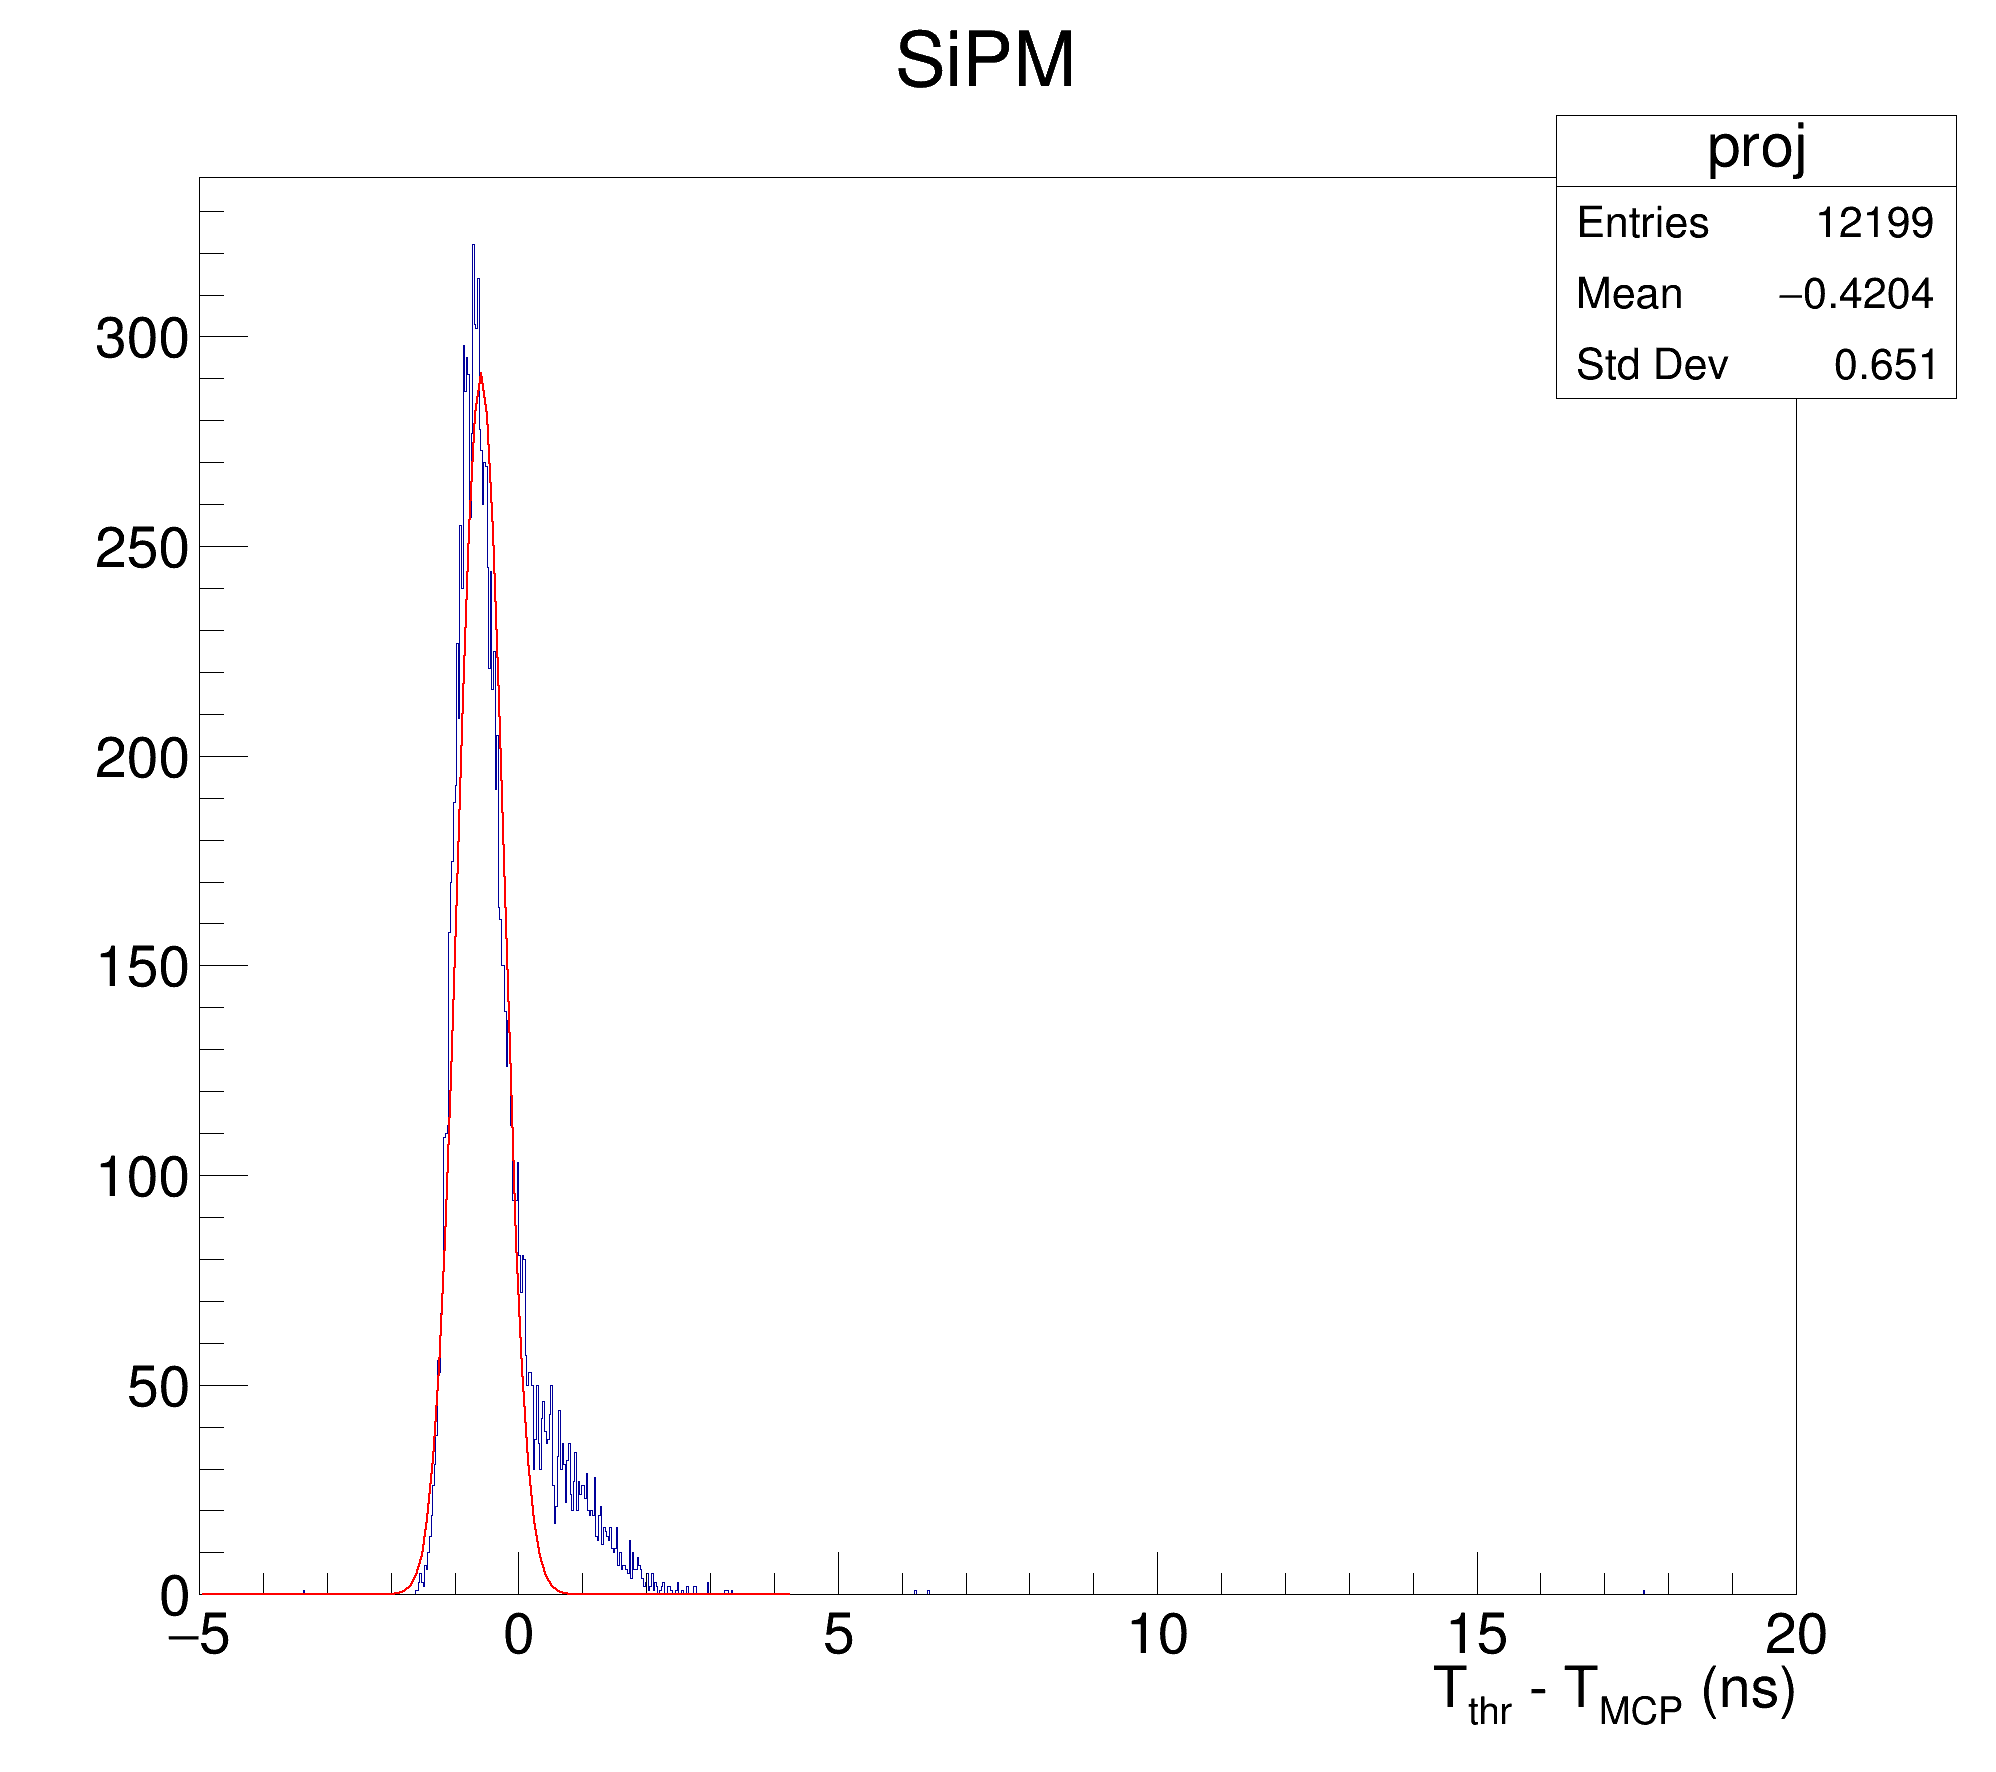 SiPM
proj
Entries 12199
Mean −0.4204
Std Dev 0.651
300
250
200
150
100
50
0
−5 0 5 10 15 20
T_thr - T_MCP (ns)